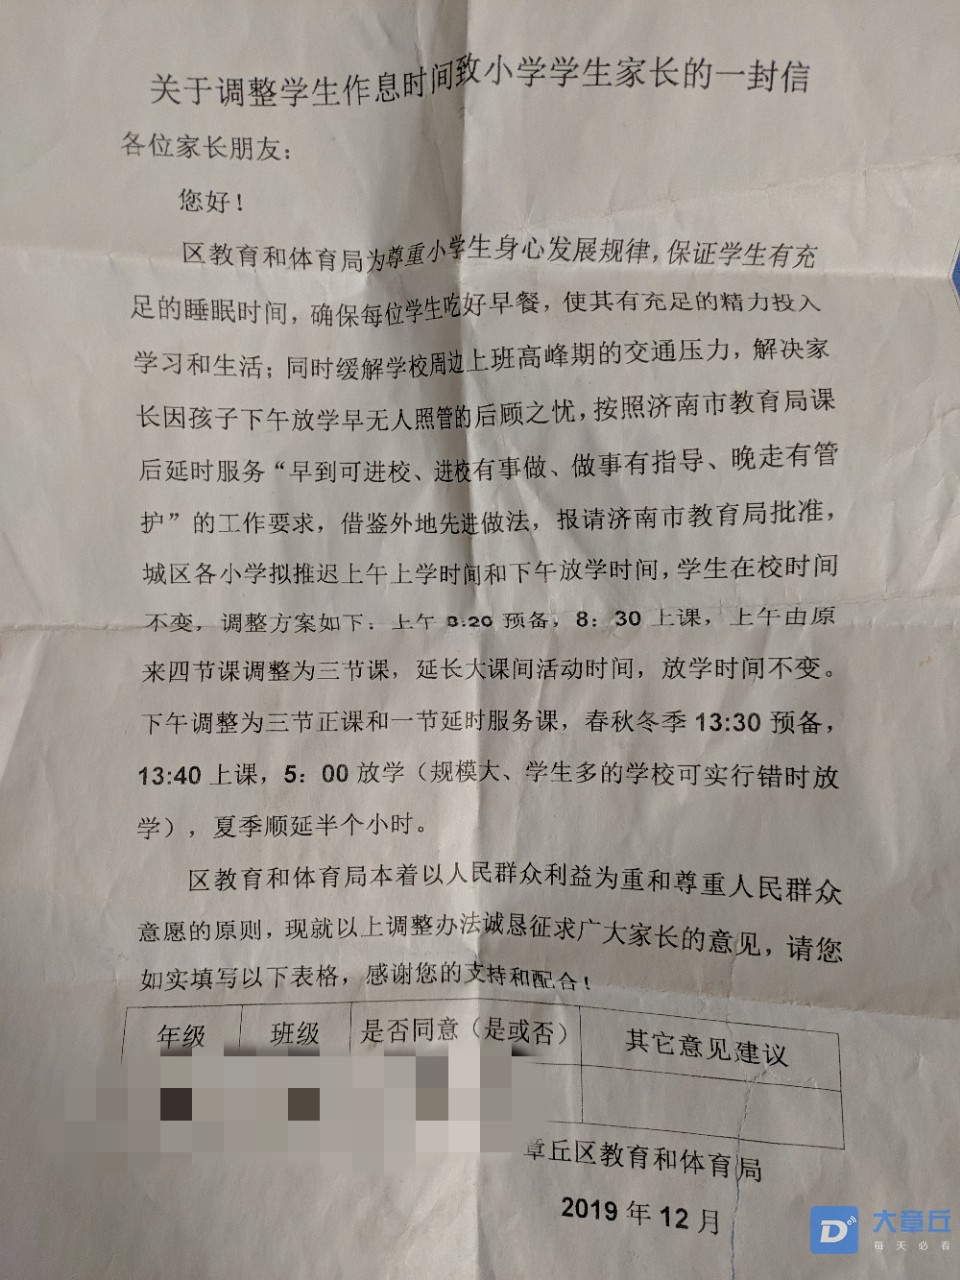 关于调整学生作息时间致小学学生家长的一封信
各位家长朋友：
您好！
区教育和体育局为尊重小学生身心发展规律，保证学生有充
足的睡眠时间，确保每位学生吃好早餐，使其有充足的精力投入
学习和生活；同时缓解学校周边上班高峰期的交通压力，解决家
长因孩子下午放学早无人照管的后顾之忧，按照济南市教育局课
后延时服务“早到可进校、进校有事做、做事有指导、晚走有管
护”的工作要求，借鉴外地先进做法，报请济南市教育局批准，
城区各小学拟推迟上午上学时间和下午放学时间，学生在校时间
不变，调整方案如下：上午 8:20 预备，8：30 上课，上午由原
来四节课调整为三节课，延长大课间活动时间，放学时间不变。
下午调整为三节正课和一节延时服务课，春秋冬季 13:30 预备，
13:40 上课，5：00 放学（规模大、学生多的学校可实行错时放
学），夏季顺延半个小时。
区教育和体育局本着以人民群众利益为重和尊重人民群众
意愿的原则，现就以上调整办法诚恳征求广大家长的意见，请您
如实填写以下表格，感谢您的支持和配合！
年级 班级 是否同意（是或否） 其它意见建议
章丘区教育和体育局
2019 年 12 月
大章丘
每天必看